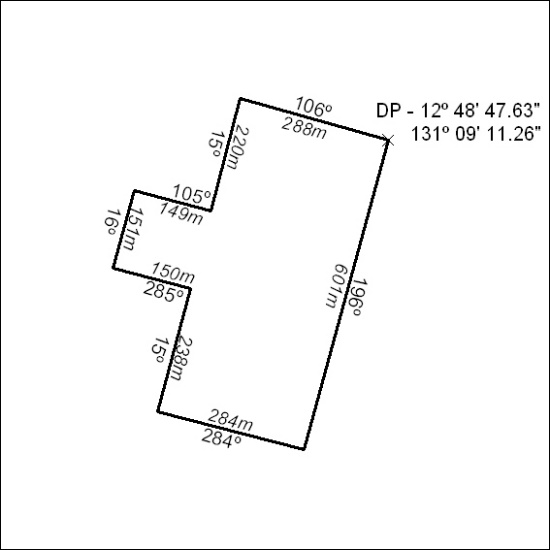 106º
288m
DP - 12º 48' 47.63"
131º 09' 11.26"
220m
15º
105º
149m
151m
16º
150m
285º
601m
196º
238m
15º
284m
284º